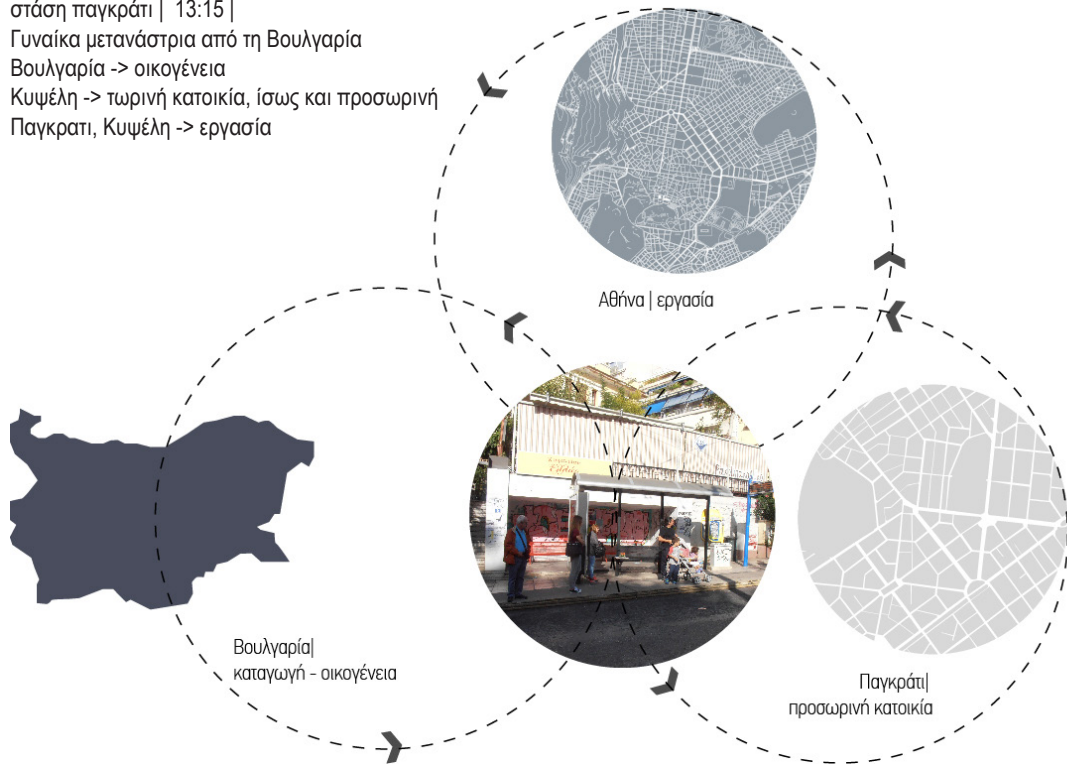 στάση παγκράτι | 13:15 |
Γυναίκα μετανάστρια από τη Βουλγαρία
Βουλγαρία -> οικογένεια
Κυψέλη -> τωρινή κατοικία, ίσως και προσωρινή
Παγκρατι, Κυψέλη -> εργασία
Αθήνα | εργασία
Βουλγαρία|
καταγωγή - οικογένεια
Παγκράτι|
προσωρινή κατοικία